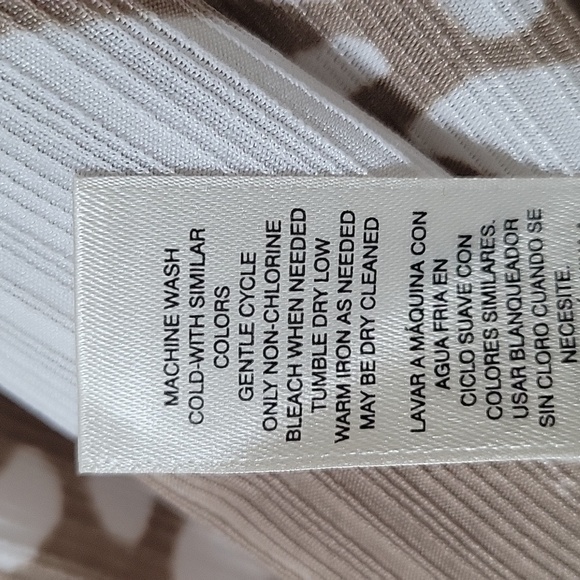 MACHINE WASH
COLD-WITH SIMILAR
COLORS
GENTLE CYCLE
ONLY NON-CHLORINE
BLEACH WHEN NEEDED
TUMBLE DRY LOW
WARM IRON AS NEEDED
MAY BE DRY CLEANED
LAVAR A MÁQUINA CON
AGUA FRIA EN
CICLO SUAVE CON
COLORES SIMILARES.
USAR BLANQUEADOR
SIN CLORO CUANDO SE
NECESITE.